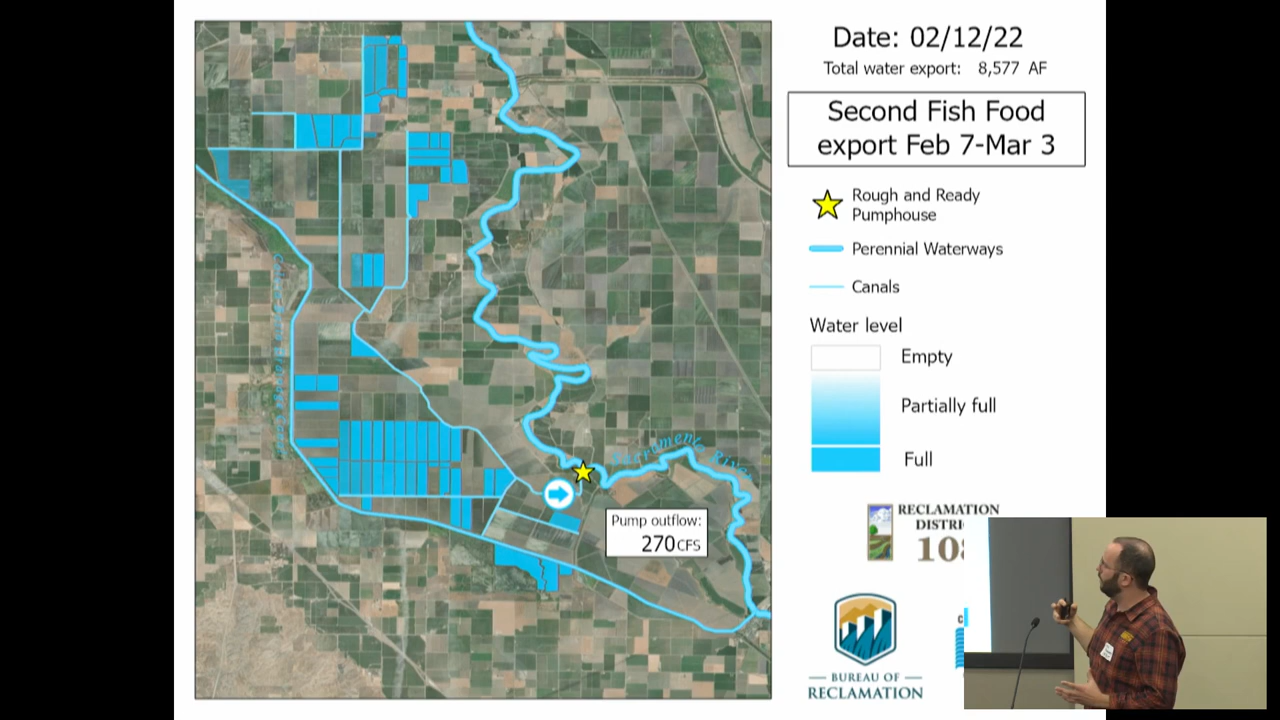 Date: 02/12/22
Total water export: 8,577 AF
Second Fish Food
export Feb 7-Mar 3
Rough and Ready
Pumphouse
Perennial Waterways
Canals
Water level
Empty
Partially full
Full
Sacramento River
Pump outflow:
270 CFS
RECLAMATION
BUREAU OF
RECLAMATION